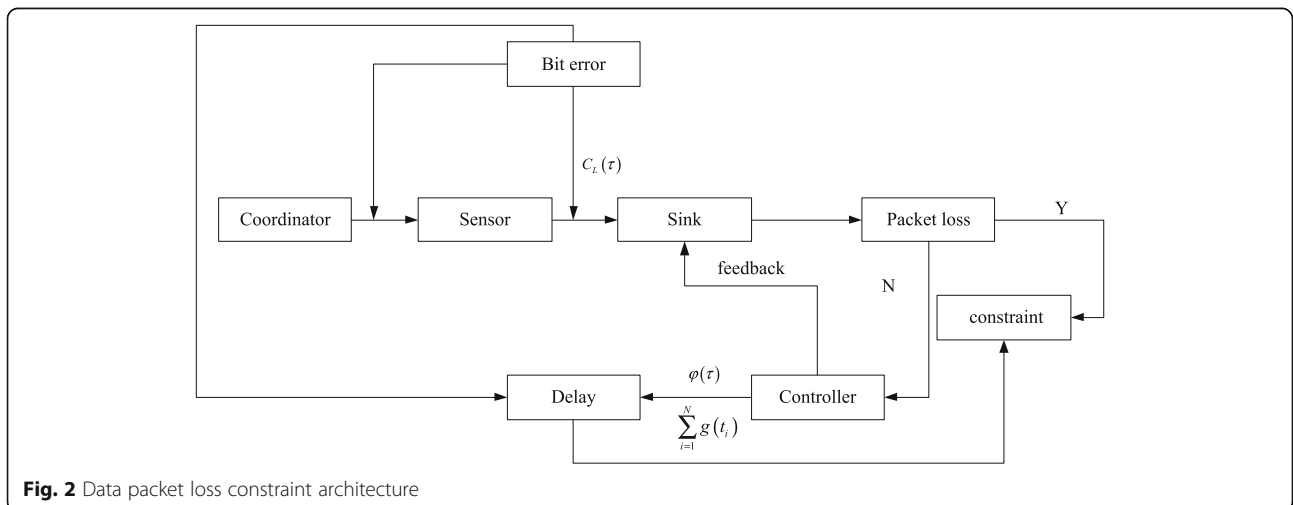 Bit error
C_L(τ)
Coordinator
Sensor
Sink
Packet loss
Y
feedback
N
constraint
φ(τ)
Delay
Controller
∑_{i=1}^{N} g(t_i)
Fig. 2 Data packet loss constraint architecture